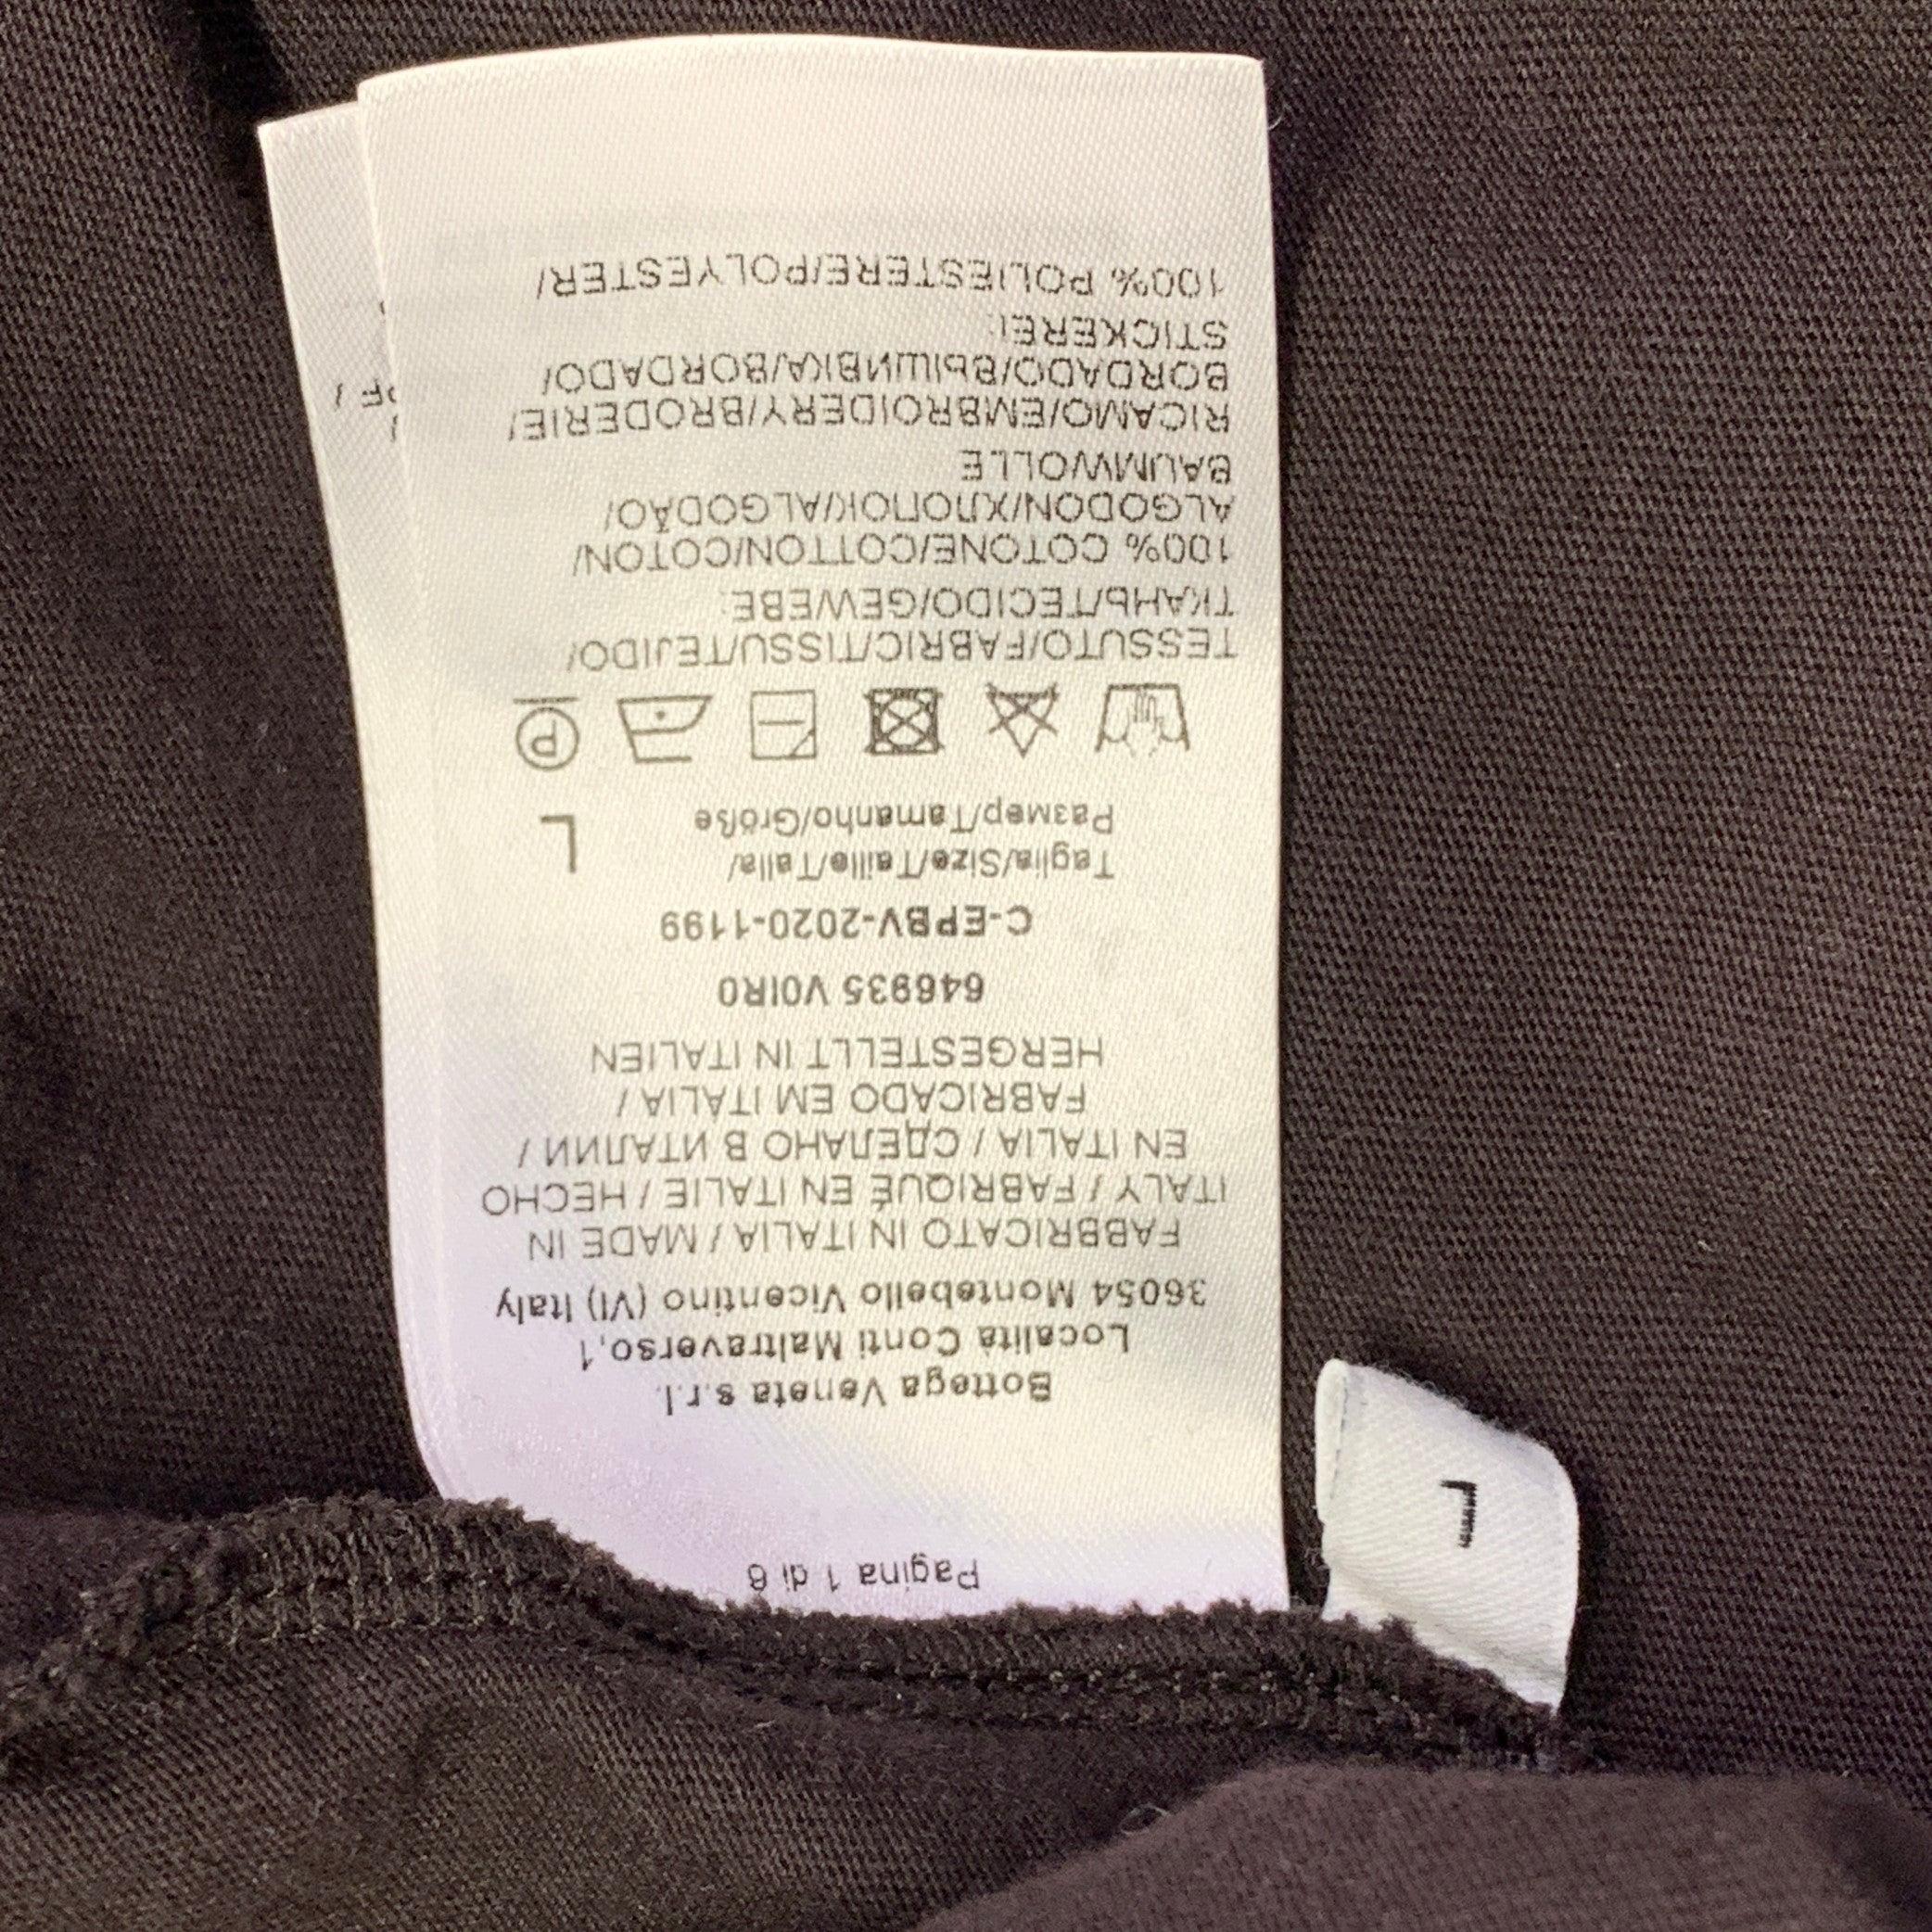 Pagina 1 di 6
Bottega Veneta s.r.l.
Località Conti Maltraverso,1
36054 Montebello Vicentino (VI) Italy
FABBRICATO IN ITALIA / MADE IN
ITALY / FABRIQUÉ EN ITALIE / HECHO
EN ITALIA / СДЕЛАНО В ИТАЛИИ /
FABRICADO EM ITÁLIA /
HERGESTELLT IN ITALIEN
646935 V0IR0
C-EPBV-2020-1199
Taglia/Size/Taille/Talla/
Размер/Tamanho/Größe
L
P
TESSUTO/FABRIC/TISSU/TEJIDO/
ТКАНЬ/TECIDO/GEWEBE:
100% COTONE/COTTON/COTON/
ALGODON/ХЛОПОК/ALGODÃO/
BAUMWOLLE
RICAMO/EMBROIDERY/BRODERIE/
BORDADO/ВЫШИВКА/BORDADO/
STICKEREI:
100% POLIESTERE/POLYESTER/
L